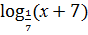 log_{1/7}(x + 7)